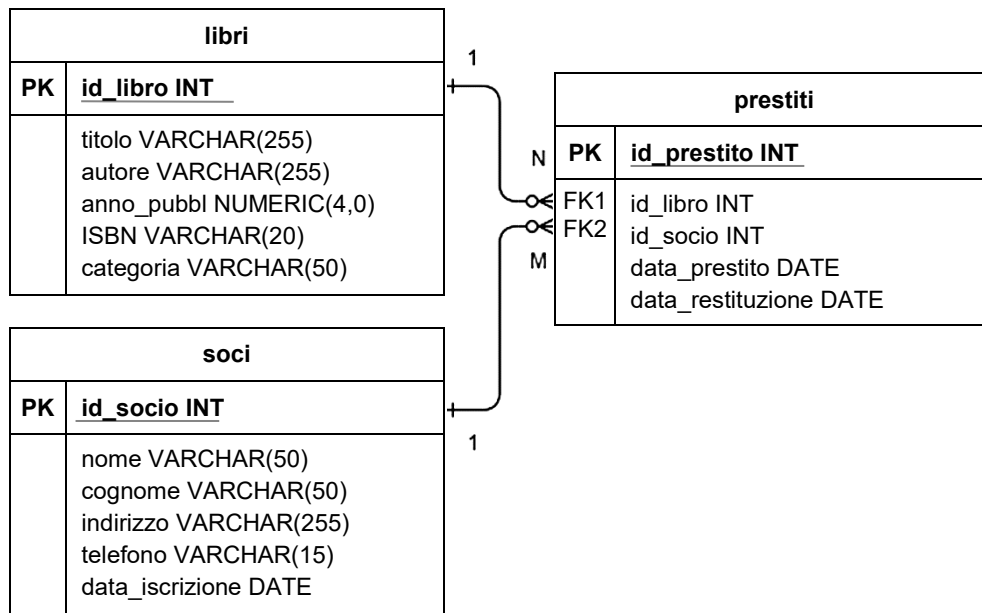 libri
PK id_libro INT
titolo VARCHAR(255)
autore VARCHAR(255)
anno_pubbl NUMERIC(4,0)
ISBN VARCHAR(20)
categoria VARCHAR(50)
1
N
M
1
prestiti
PK id_prestito INT
FK1 id_libro INT
FK2 id_socio INT
data_prestito DATE
data_restituzione DATE
soci
PK id_socio INT
nome VARCHAR(50)
cognome VARCHAR(50)
indirizzo VARCHAR(255)
telefono VARCHAR(15)
data_iscrizione DATE